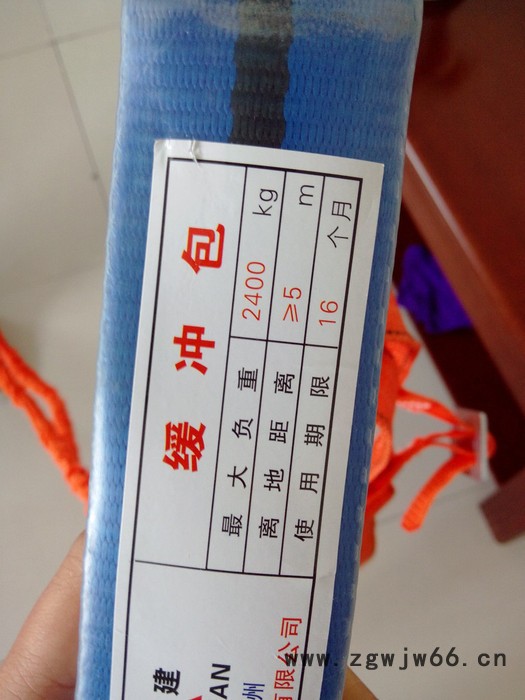 缓冲包
最大负重 2400 kg
离地距离 ≥5 m
使用期限 16 个月
建
AN
州
有限公司
www.zgwjw66.cn